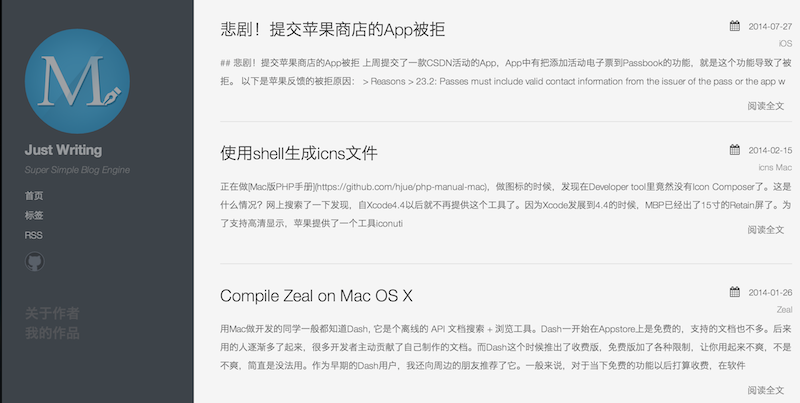 M
Just Writing
Super Simple Blog Engine
首页
标签
RSS
关于作者
我的作品
悲剧！提交苹果商店的App被拒
2014-07-27
iOS
## 悲剧！提交苹果商店的App被拒 上周提交了一款CSDN活动的App，App中有把添加活动电子票到Passbook的功能，就是这个功能导致了被
拒。 以下是苹果反馈的被拒原因： > Reasons > 23.2: Passes must include valid contact information from the issuer of the pass or the app w
阅读全文
使用shell生成icns文件
2014-02-15
icns Mac
正在做[Mac版PHP手册](https://github.com/hjue/php-manual-mac)，做图标的时候，发现在Developer tool里竟然没有Icon Composer了。这是
什么情况？网上搜索了一下发现，自Xcode4.4以后就不再提供这个工具了。因为Xcode发展到4.4的时候，MBP已经出了15寸的Retain屏了。为
了支持高清显示，苹果提供了一个工具iconuti
阅读全文
Compile Zeal on Mac OS X
2014-01-26
Zeal
用Mac做开发的同学一般都知道Dash, 它是个离线的 API 文档搜索 + 浏览工具。Dash一开始在Appstore上是免费的，支持的文档也不多。后来
用的人逐渐多了起来，很多开发者主动贡献了自己制作的文档。而Dash这个时候推出了收费版，免费版加了各种限制，让你用起来不爽，不是
不爽，简直是没法用。作为早期的Dash用户，我还向周边的朋友推荐了它。一般来说，对于当下免费的功能以后打算收费，在软件
阅读全文